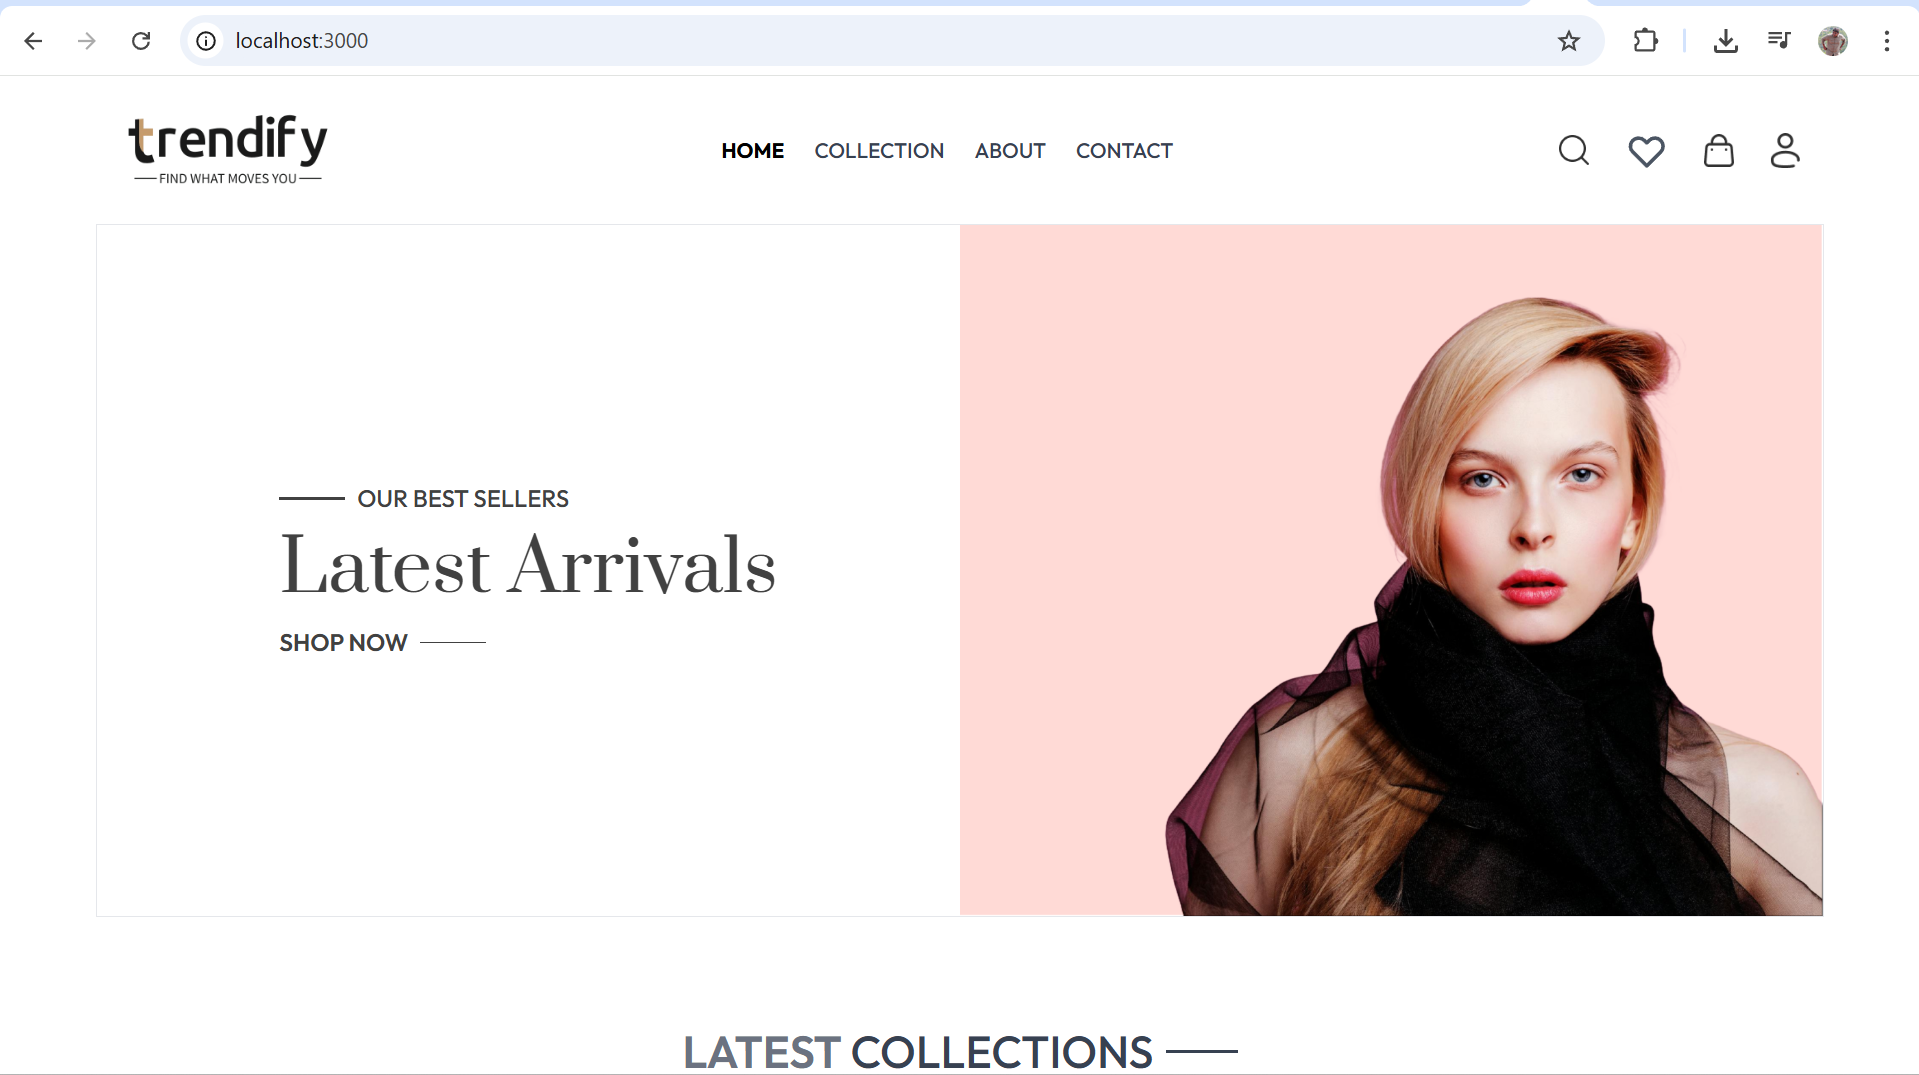 localhost:3000
trendify
FIND WHAT MOVES YOU
HOME COLLECTION ABOUT CONTACT
OUR BEST SELLERS
Latest Arrivals
SHOP NOW
LATEST COLLECTIONS